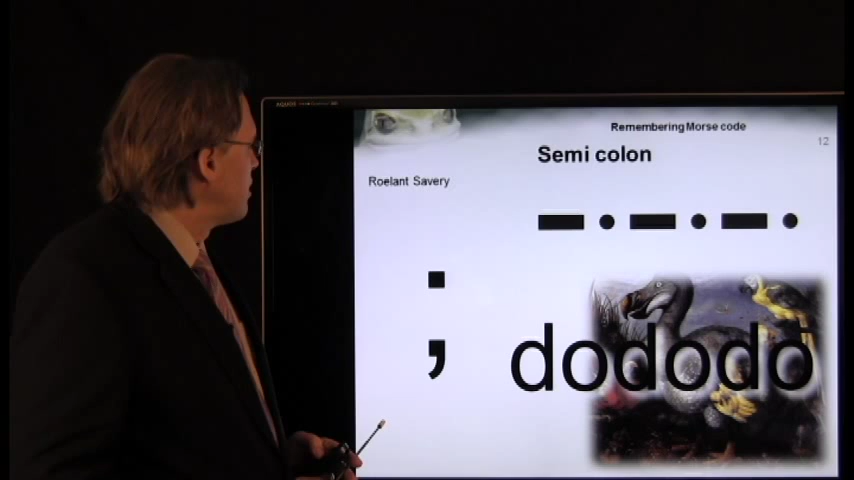 Remembering Morse code
12
Semi colon
Roelant Savery
;
dododo